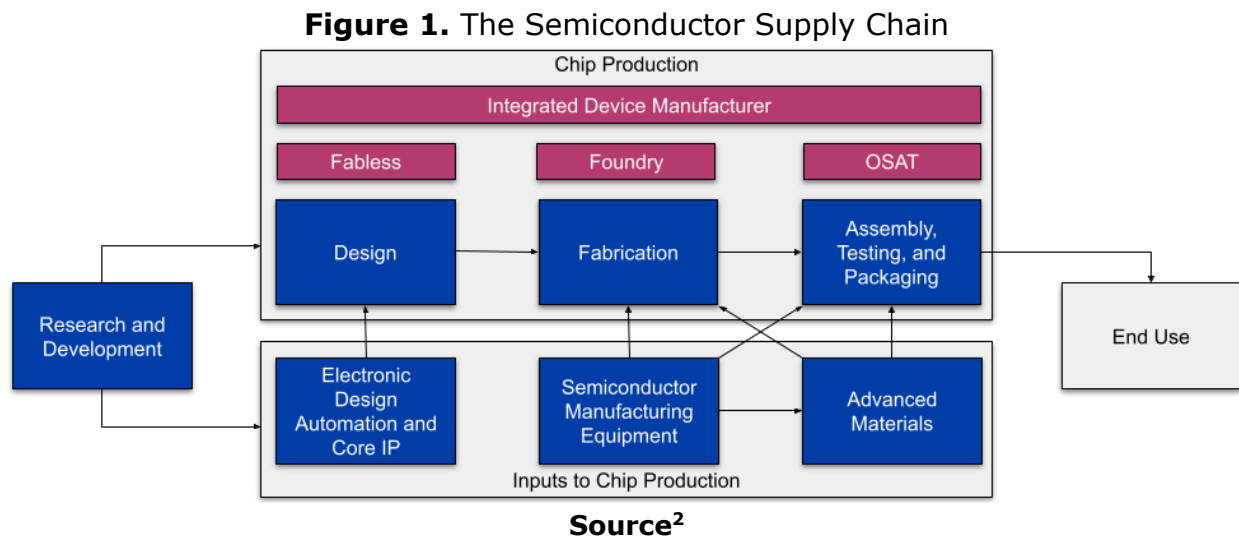 Figure 1. The Semiconductor Supply Chain
Chip Production
Integrated Device Manufacturer
Fabless
Foundry
OSAT
Design
Fabrication
Assembly,
Testing, and
Packaging
Research and
Development
End Use
Electronic
Design
Automation and
Core IP
Semiconductor
Manufacturing
Equipment
Advanced
Materials
Inputs to Chip Production
Source²